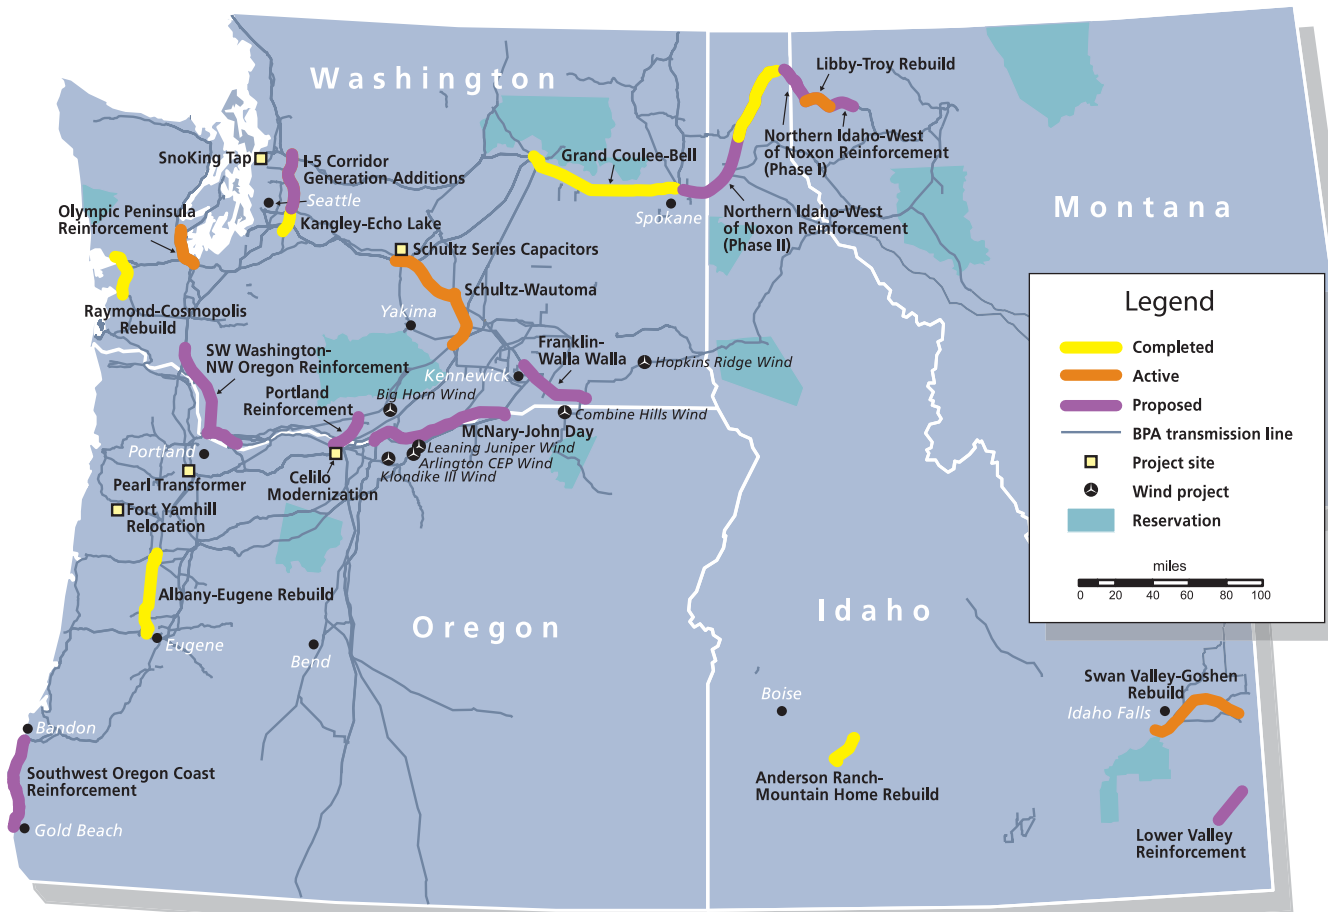 Washington
Libby-Troy Rebuild
SnoKing Tap
I-5 Corridor
Generation Additions
Grand Coulee-Bell
Northern Idaho-West
of Noxon Reinforcement
(Phase I)
Seattle
Olympic Peninsula
Reinforcement
Kangley-Echo Lake
Spokane
Northern Idaho-West
of Noxon Reinforcement
(Phase II)
Montana
Schultz Series Capacitors
Schultz-Wautoma
Raymond-Cosmopolis
Rebuild
Yakima
SW Washington-
NW Oregon Reinforcement
Franklin-
Walla Walla
Hopkins Ridge Wind
Kennewick
Portland
Reinforcement
Big Horn Wind
Combine Hills Wind
McNary-John Day
Leaning Juniper Wind
Arlington CEP Wind
Klondike III Wind
Portland
Pearl Transformer
Celilo
Modernization
Fort Yamhill
Relocation
Albany-Eugene Rebuild
Eugene
Bend
Oregon
Idaho
Legend
Completed
Active
Proposed
BPA transmission line
Project site
Wind project
Reservation
miles
0 20 40 60 80 100
Boise
Swan Valley-Goshen
Rebuild
Idaho Falls
Bandon
Southwest Oregon Coast
Reinforcement
Gold Beach
Anderson Ranch-
Mountain Home Rebuild
Lower Valley
Reinforcement